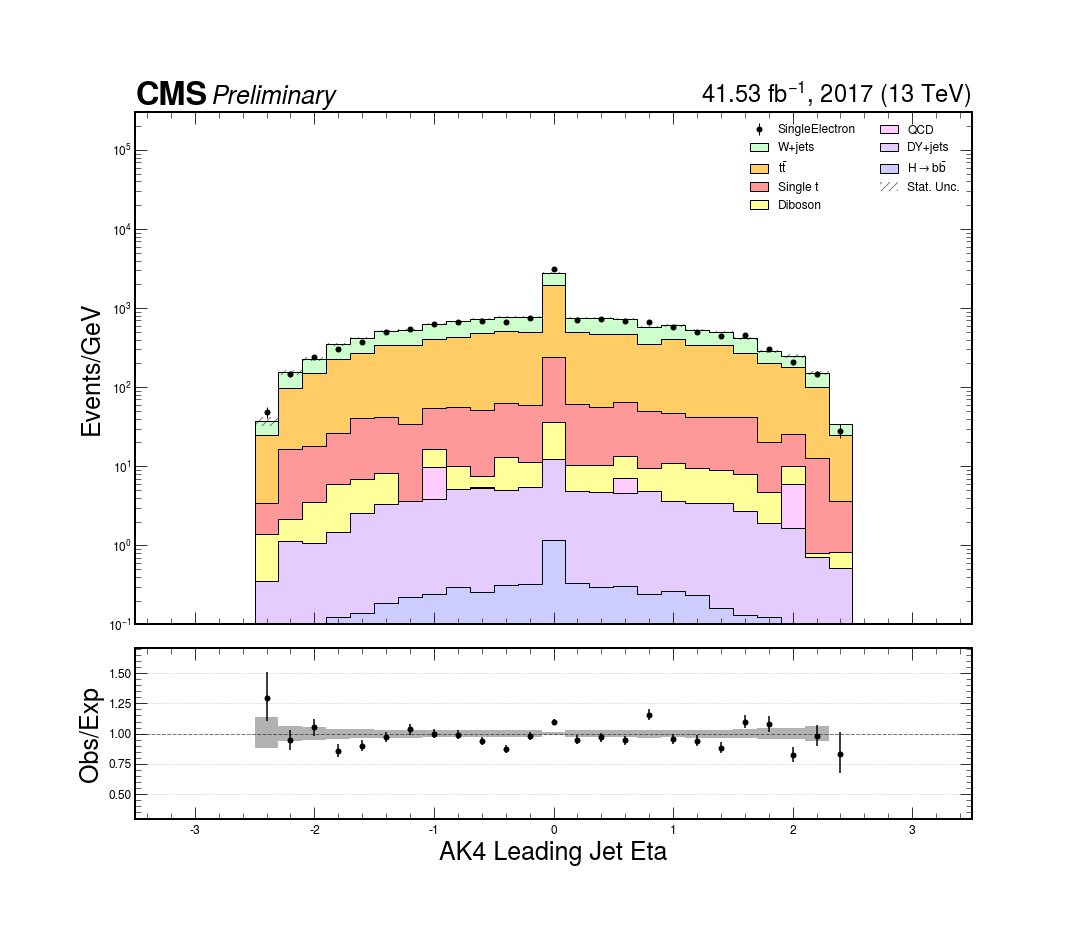 CMS Preliminary
41.53 fb⁻¹, 2017 (13 TeV)
SingleElectron
W+jets
tt̄
Single t
Diboson
QCD
DY+jets
H→bb̄
Stat. Unc.
Events/GeV
10⁵
10⁴
10³
10²
10¹
10⁰
10⁻¹
Obs/Exp
1.50
1.25
1.00
0.75
0.50
-3 -2 -1 0 1 2 3
AK4 Leading Jet Eta